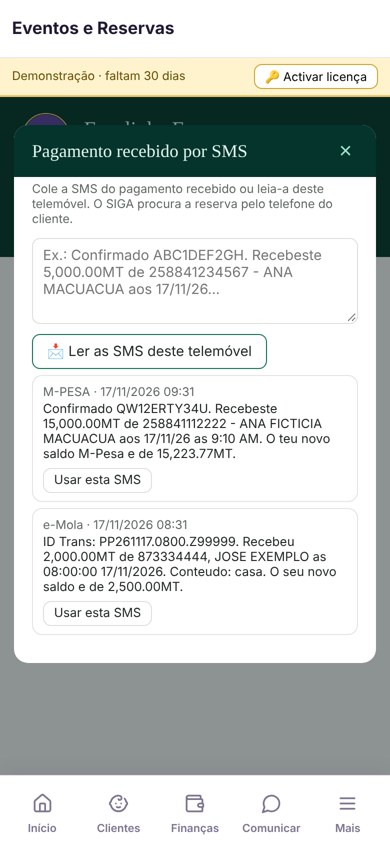 Eventos e Reservas
Demonstração · faltam 30 dias
🔑 Activar licença
Pagamento recebido por SMS
×
Cole a SMS do pagamento recebido ou leia-a deste
telemóvel. O SIGA procura a reserva pelo telefone do
cliente.
Ex.: Confirmado ABC1DEF2GH. Recebeste
5,000.00MT de 258841234567 - ANA
MACUACUA aos 17/11/26...
📩 Ler as SMS deste telemóvel
M-PESA · 17/11/2026 09:31
Confirmado QW12ERTY34U. Recebeste
15,000.00MT de 258841112222 - ANA FICTICIA
MACUACUA aos 17/11/26 as 9:10 AM. O teu novo
saldo M-Pesa e de 15,223.77MT.
Usar esta SMS
e-Mola · 17/11/2026 08:31
ID Trans: PP261117.0800.Z99999. Recebeu
2,000.00MT de 873334444, JOSE EXEMPLO as
08:00:00 17/11/2026. Conteudo: casa. O seu novo
saldo e de 2,500.00MT.
Usar esta SMS
Início
Clientes
Finanças
Comunicar
Mais